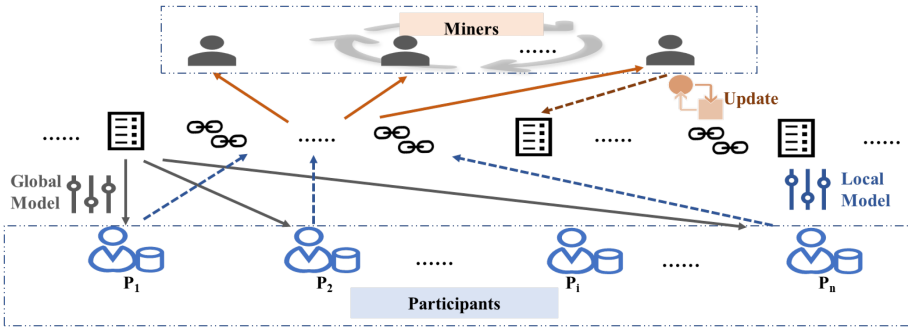 Miners
......
Update
...... ...... ...... ......
Global
Model
Local
Model
...... ......
P1 P2 Pi Pn
Participants